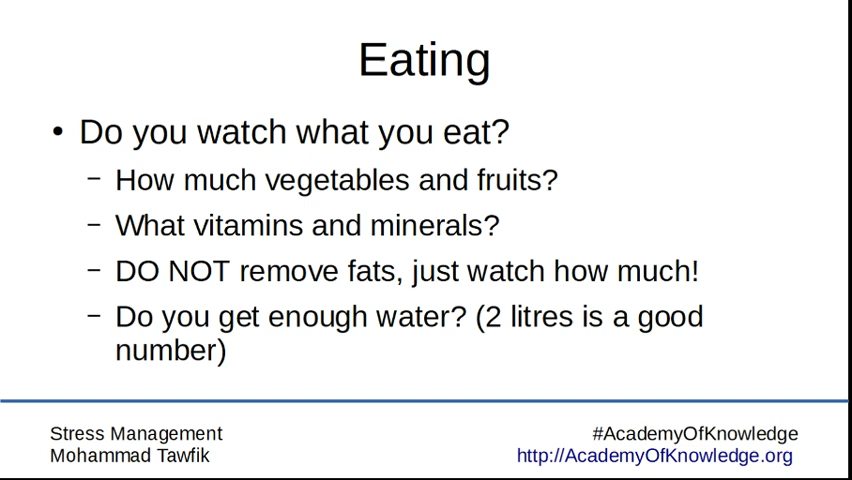 Eating
• Do you watch what you eat?
– How much vegetables and fruits?
– What vitamins and minerals?
– DO NOT remove fats, just watch how much!
– Do you get enough water? (2 litres is a good
number)
Stress Management
Mohammad Tawfik
#AcademyOfKnowledge
http://AcademyOfKnowledge.org